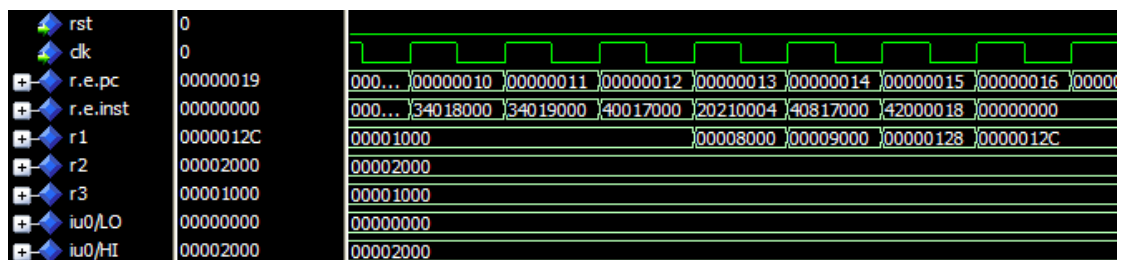 rst 0
clk 0
r.e.pc 00000019 000... 00000010 00000011 00000012 00000013 00000014 00000015 00000016 00000
r.e.inst 00000000 000... 34018000 34019000 40017000 20210004 40817000 42000018 00000000
r1 0000012C 00001000 00008000 00009000 00000128 0000012C
r2 00002000 00002000
r3 00001000 00001000
iu0/LO 00000000 00000000
iu0/HI 00002000 00002000